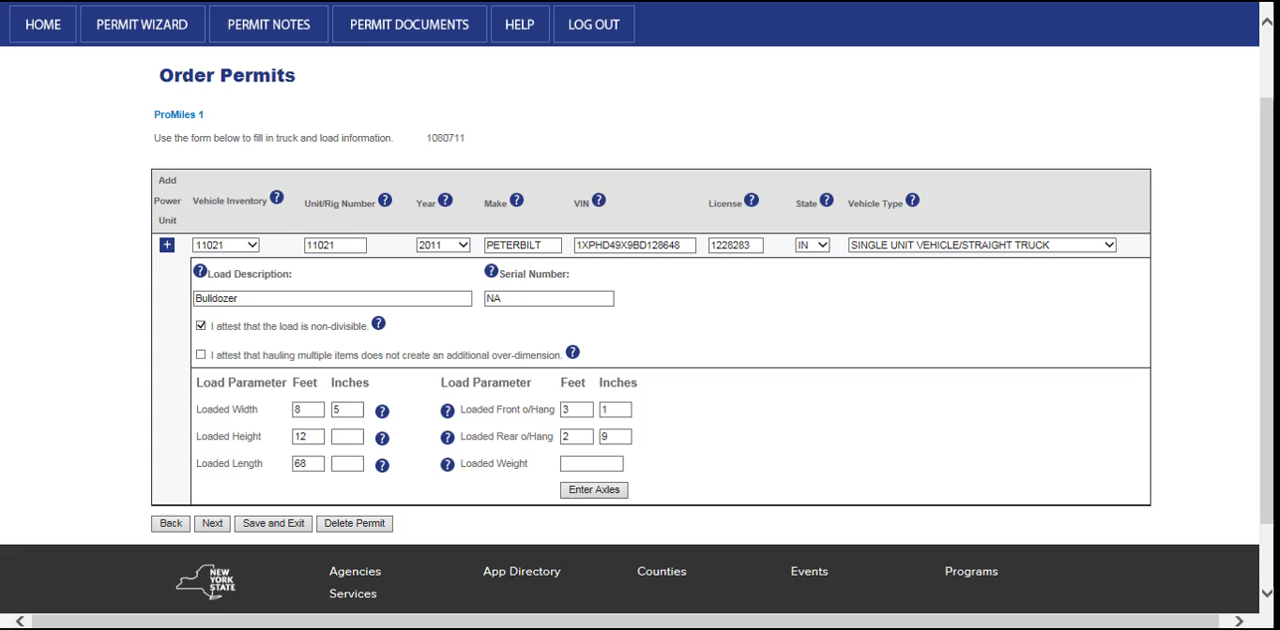 HOME PERMIT WIZARD PERMIT NOTES PERMIT DOCUMENTS HELP LOG OUT
Order Permits
ProMiles 1
Use the form below to fill in truck and load information. 1080711
Add Power Unit Vehicle Inventory ? Unit/Rig Number ? Year ? Make ? VIN ? License ? State ? Vehicle Type ?
+ 11021 11021 2011 PETERBILT 1XPHD49X9BD128648 1228283 IN SINGLE UNIT VEHICLE/STRAIGHT TRUCK
? Load Description: ? Serial Number:
Bulldozer NA
I attest that the load is non-divisible. ?
I attest that hauling multiple items does not create an additional over-dimension. ?
Load Parameter Feet Inches Load Parameter Feet Inches
Loaded Width 8 5 ? ? Loaded Front o/Hang 3 1
Loaded Height 12 ? ? Loaded Rear o/Hang 2 9
Loaded Length 68 ? ? Loaded Weight
Enter Axles
Back Next Save and Exit Delete Permit
NEW YORK STATE
Agencies App Directory Counties Events Programs
Services